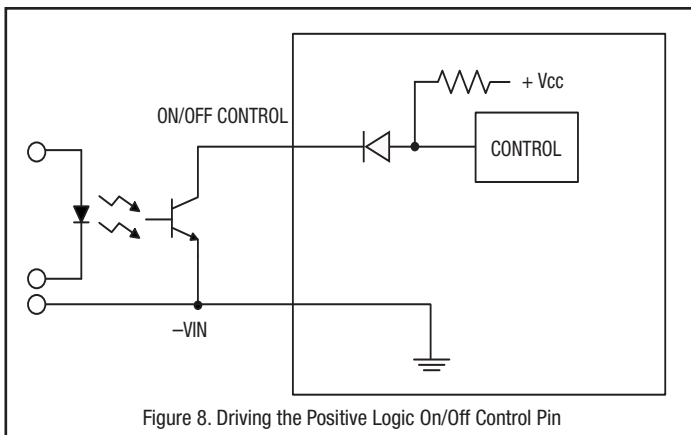 + Vcc
ON/OFF CONTROL
CONTROL
–VIN
Figure 8. Driving the Positive Logic On/Off Control Pin